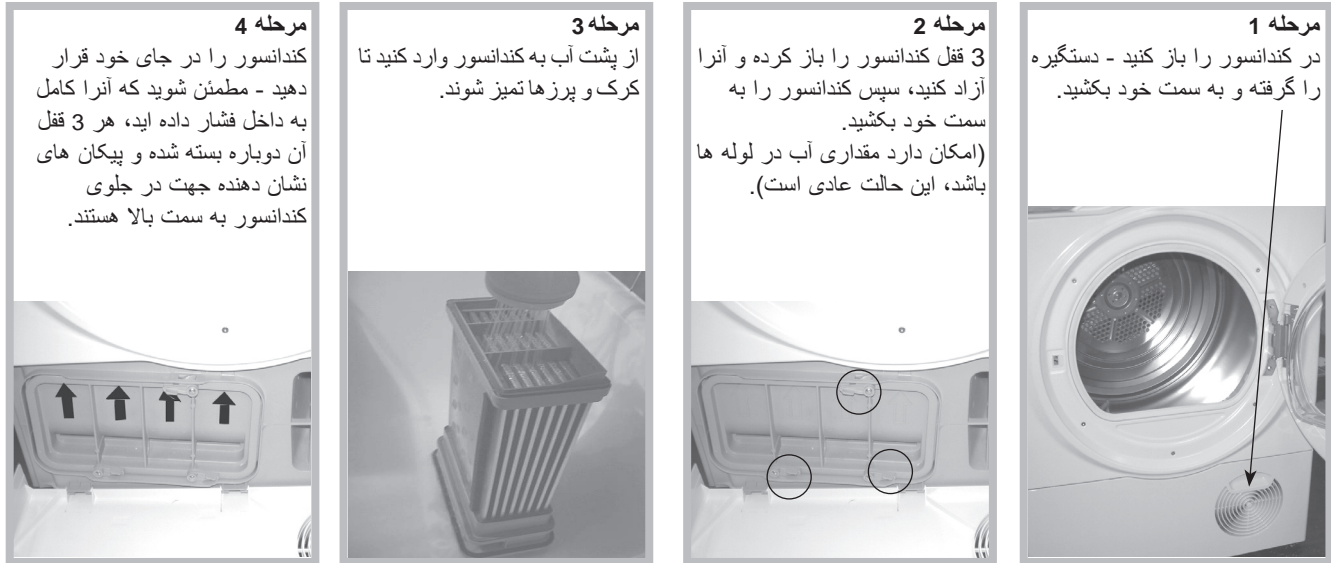 مرحله 1
در کندانسور را باز کنید - دستگیره
را گرفته و به سمت خود بکشید.
مرحله 2
3 قفل کندانسور را باز کرده و آنرا
آزاد کنید، سپس کندانسور را به
سمت خود بکشید.
(امکان دارد مقداری آب در لوله ها
باشد، این حالت عادی است).
مرحله 3
از پشت آب به کندانسور وارد کنید تا
کرک و پرزها تمیز شوند.
مرحله 4
کندانسور را در جای خود قرار
دهید - مطمئن شوید که آنرا کامل
به داخل فشار داده اید، هر 3 قفل
آن دوباره بسته شده و پیکان های
نشان دهنده جهت در جلوی
کندانسور به سمت بالا هستند.